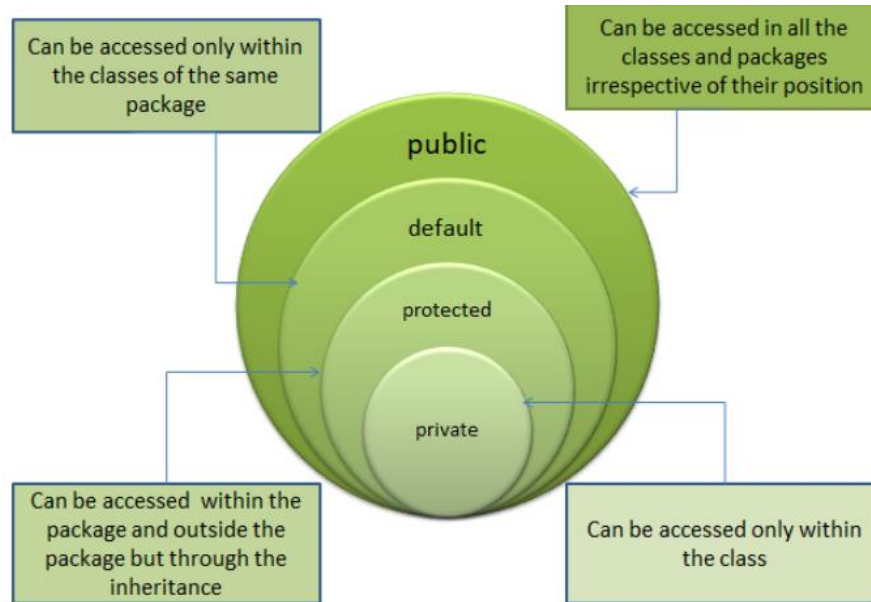 Can be accessed only within
the classes of the same
package
Can be accessed in all the
classes and packages
irrespective of their position
public
default
protected
private
Can be accessed within the
package and outside the
package but through the
inheritance
Can be accessed only within
the class